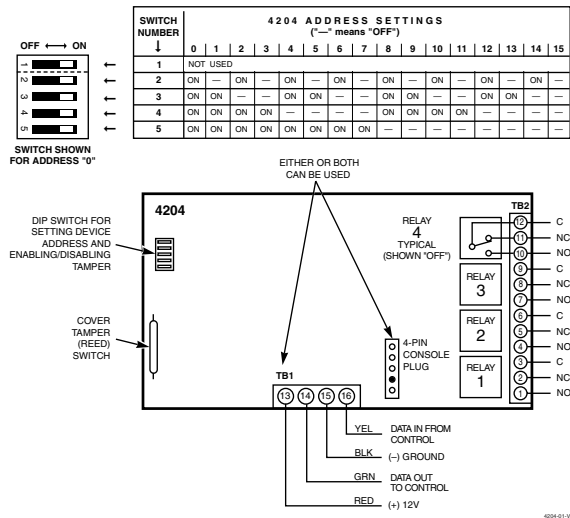 SWITCH NUMBER ↓
4204 ADDRESS SETTINGS
("—" means "OFF")
0 1 2 3 4 5 6 7 8 9 10 11 12 13 14 15
1 NOT USED
2 ON — ON — ON — ON — ON — ON — ON — ON —
3 ON ON — — ON ON — — ON ON — — ON ON — —
4 ON ON ON ON — — — — ON ON ON ON — — — —
5 ON ON ON ON ON ON ON ON — — — — — — — —
OFF ←→ ON
1
2
3
4
5
SWITCH SHOWN
FOR ADDRESS "0"
EITHER OR BOTH
CAN BE USED
4204
DIP SWITCH FOR
SETTING DEVICE
ADDRESS AND
ENABLING/DISABLING
TAMPER
COVER
TAMPER
(REED)
SWITCH
RELAY
4
TYPICAL
(SHOWN "OFF")
RELAY
3
RELAY
2
RELAY
1
TB2
12 C
11 NC
10 NO
9 C
8 NC
7 NO
6 C
5 NC
4 NO
3 C
2 NC
1 NO
4-PIN
CONSOLE
PLUG
TB1
13 14 15 16
YEL DATA IN FROM
CONTROL
BLK (–) GROUND
GRN DATA OUT
TO CONTROL
RED (+) 12V
4204-01-V